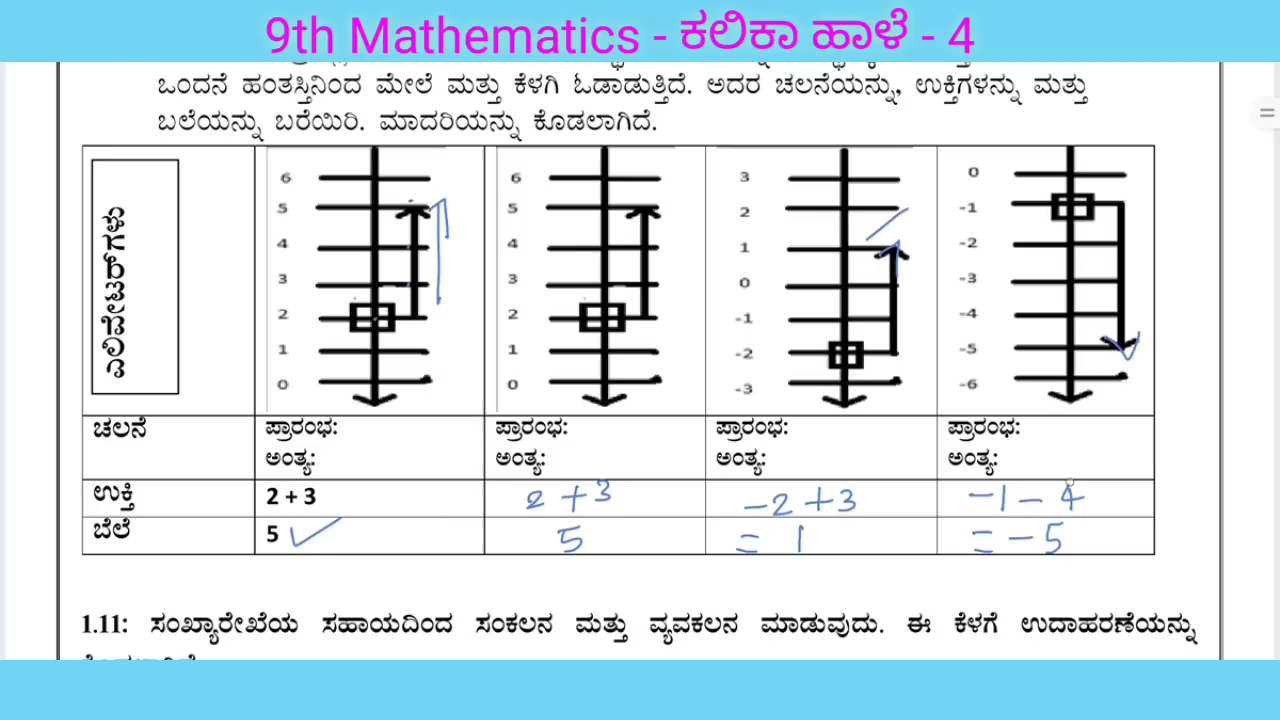 9th Mathematics - ಕಲಿಕಾ ಹಾಳೆ - 4
ಒಂದನೆ ಹಂತಸ್ತಿನಿಂದ ಮೇಲೆ ಮತ್ತು ಕೆಳಗೆ ಓಡಾಡುತ್ತಿದೆ. ಅದರ ಚಲನೆಯನ್ನು, ಉಕ್ತಿಗಳನ್ನು ಮತ್ತು
ಬಲೆಯನ್ನು ಬರೆಯಿರಿ. ಮಾದರಿಯನ್ನು ಕೊಡಲಾಗಿದೆ.
ಎಲಿವೇಟರ್‌ಗಳು
6 6 3 0
5 5 2 -1
4 4 1 -2
3 3 0 -3
2 2 -1 -4
1 1 -2 -5
0 0 -3 -6
ಚಲನೆ ಪ್ರಾರಂಭ: ಪ್ರಾರಂಭ: ಪ್ರಾರಂಭ: ಪ್ರಾರಂಭ:
ಅಂತ್ಯ: ಅಂತ್ಯ: ಅಂತ್ಯ: ಅಂತ್ಯ:
ಉಕ್ತಿ 2 + 3 2 + 3 -2 + 3 -1 - 4
ಬೆಲೆ 5 5 = 1 = -5
1.11: ಸಂಖ್ಯಾರೇಖೆಯ ಸಹಾಯದಿಂದ ಸಂಕಲನ ಮತ್ತು ವ್ಯವಕಲನ ಮಾಡುವುದು. ಈ ಕೆಳಗೆ ಉದಾಹರಣೆಯನ್ನು